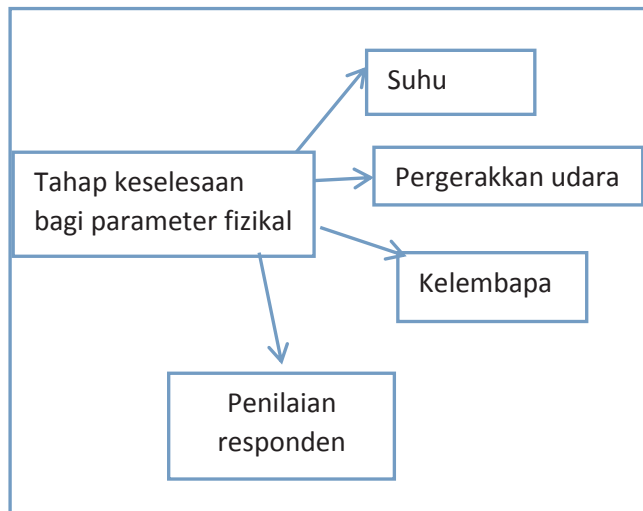 Suhu
Tahap keselesaan
bagi parameter fizikal
Pergerakkan udara
Kelembapa
Penilaian
responden